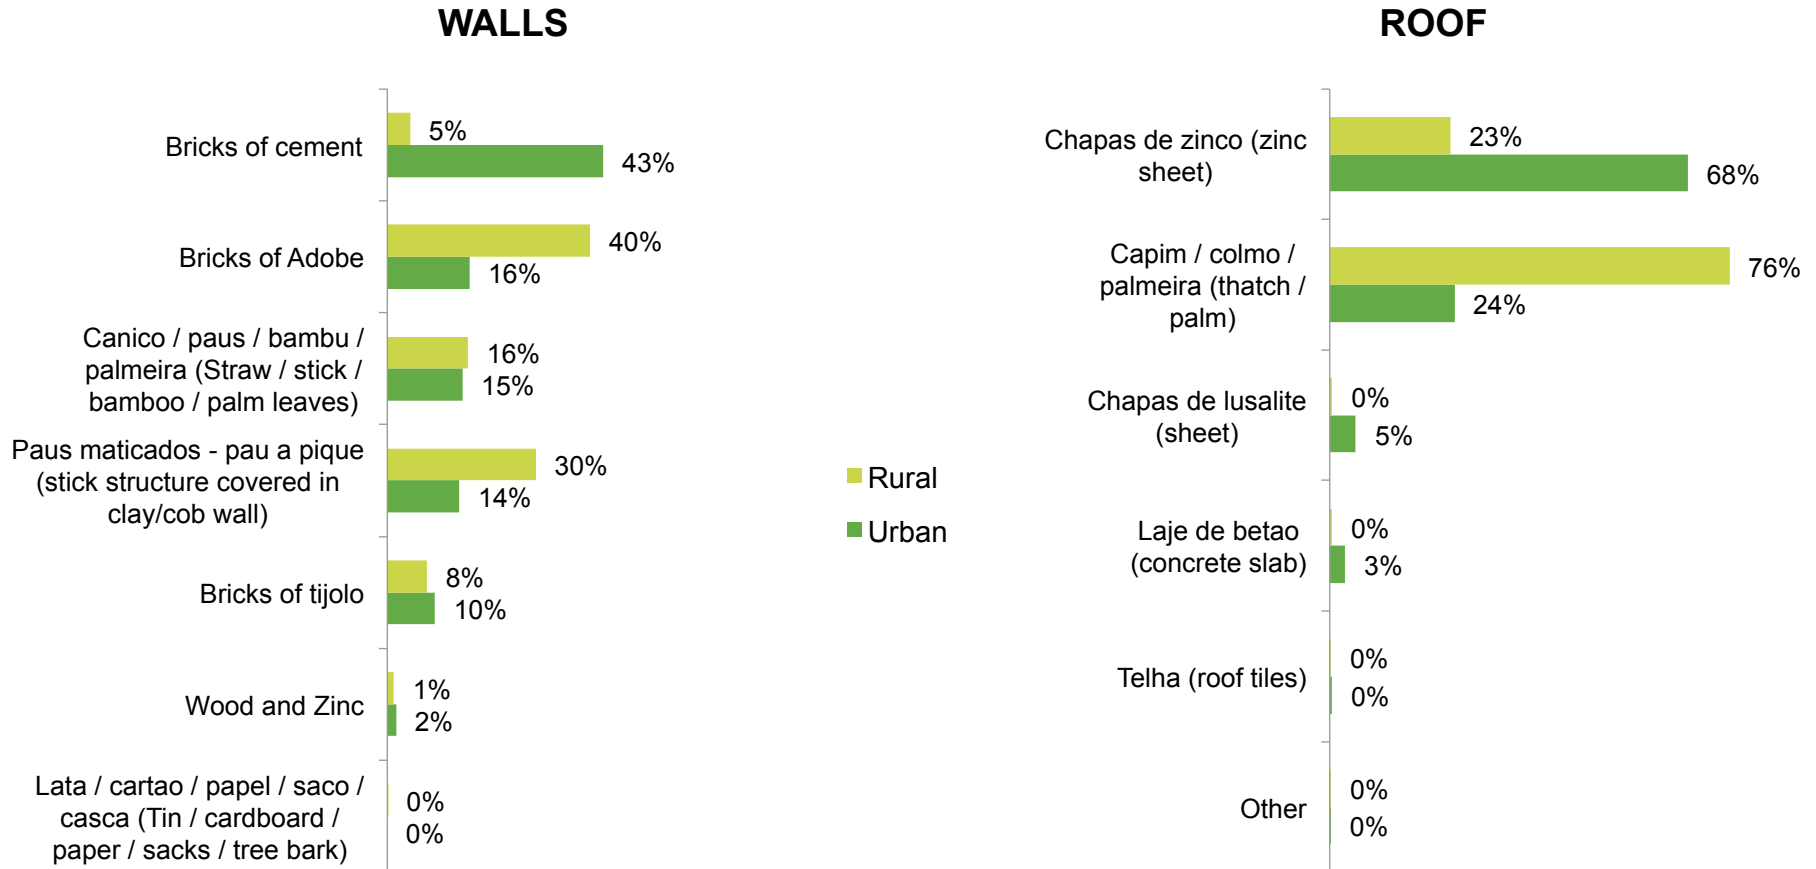 WALLS
Bricks of cement
5%
43%
Bricks of Adobe
40%
16%
Canico / paus / bambu /
palmeira (Straw / stick /
bamboo / palm leaves)
16%
15%
Paus maticados - pau a pique
(stick structure covered in
clay/cob wall)
30%
14%
Bricks of tijolo
8%
10%
Wood and Zinc
1%
2%
Lata / cartao / papel / saco /
casca (Tin / cardboard /
paper / sacks / tree bark)
0%
0%
Rural
Urban
ROOF
Chapas de zinco (zinc
sheet)
23%
68%
Capim / colmo /
palmeira (thatch /
palm)
76%
24%
Chapas de lusalite
(sheet)
0%
5%
Laje de betao
(concrete slab)
0%
3%
Telha (roof tiles)
0%
0%
Other
0%
0%